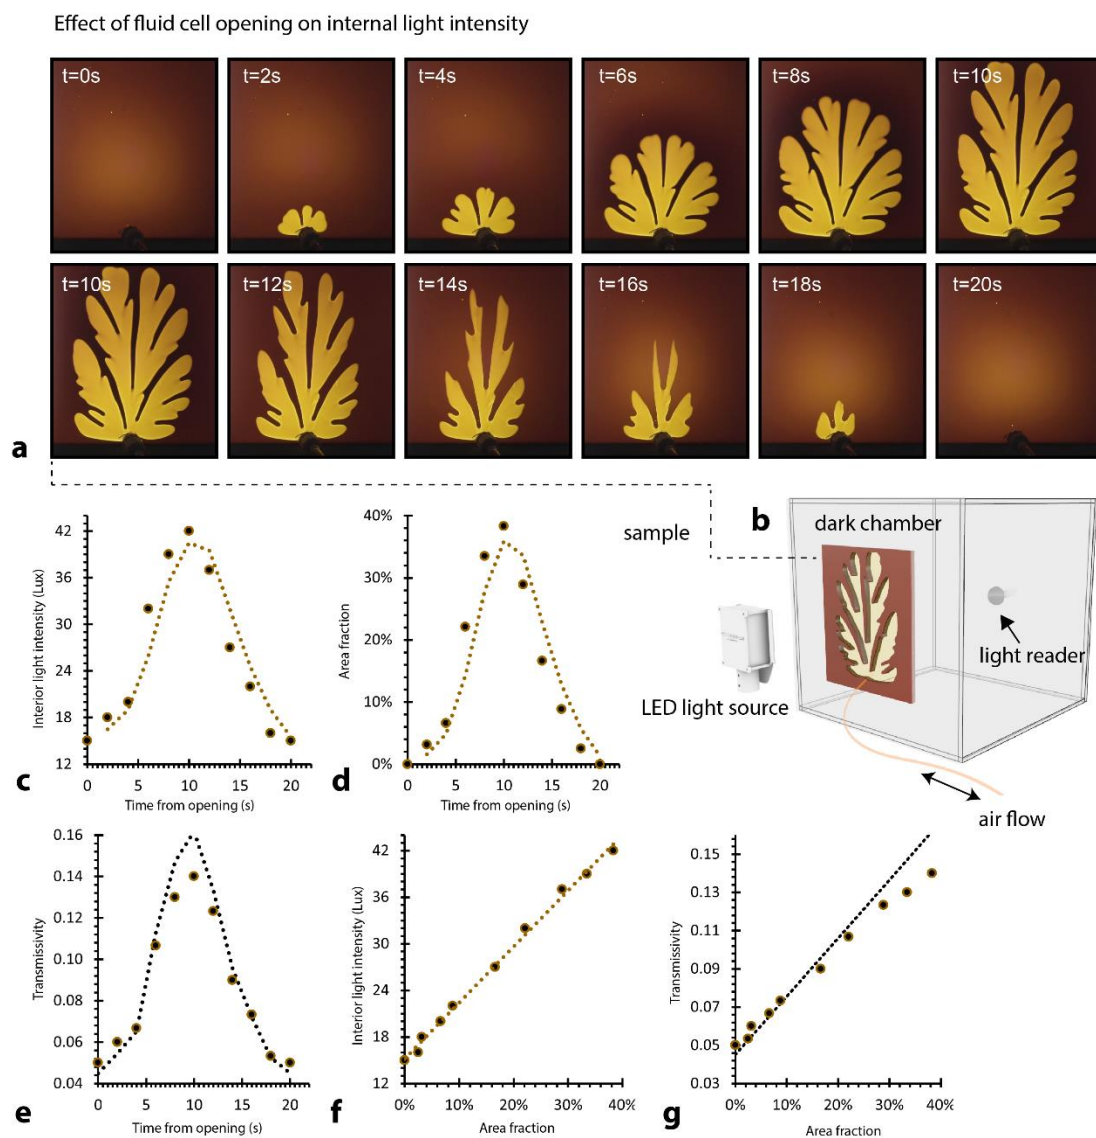 Effect of fluid cell opening on internal light intensity
t=0s
t=2s
t=4s
t=6s
t=8s
t=10s
t=10s
t=12s
t=14s
t=16s
t=18s
t=20s
a
b
sample
dark chamber
light reader
LED light source
air flow
c
Interior light intensity (Lux)
42
36
30
24
18
12
0
5
10
15
20
Time from opening (s)
d
Area fraction
40%
30%
20%
10%
0%
0
5
10
15
20
Time from opening (s)
e
Transmissivity
0.16
0.14
0.12
0.10
0.08
0.06
0.04
0
5
10
15
20
Time from opening (s)
f
Interior light intensity (Lux)
42
36
30
24
18
12
0%
10%
20%
30%
40%
Area fraction
g
Transmissivity
0.15
0.13
0.11
0.09
0.07
0.05
0.03
0%
10%
20%
30%
40%
Area fraction